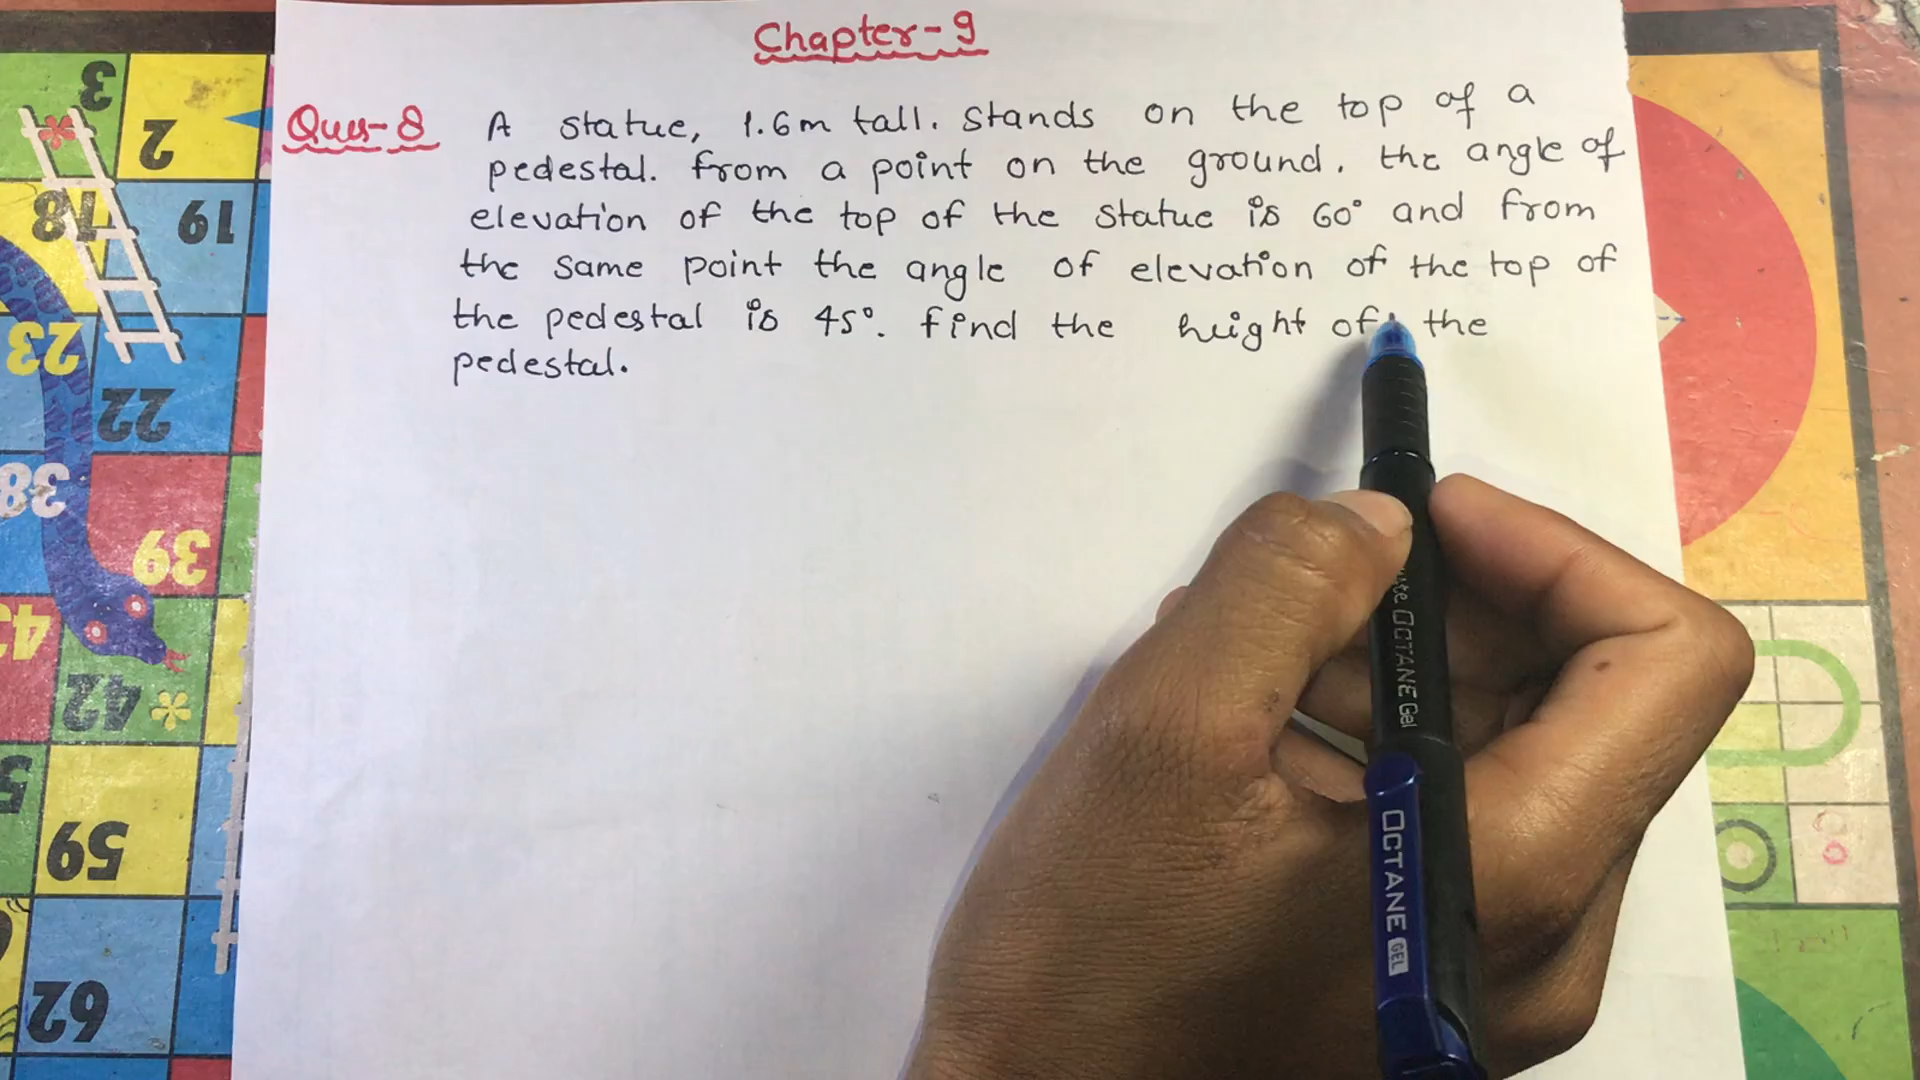 Chapter-9
Ques-8 A statue, 1.6m tall. Stands on the top of a
pedestal. from a point on the ground. the angle of
elevation of the top of the statue is 60° and from
the same point the angle of elevation of the top of
the pedestal is 45°. find the height of the
pedestal.
3
2
18
19
23
22
38
39
42
59
62
OCTANE Gel
OCTANE GEL